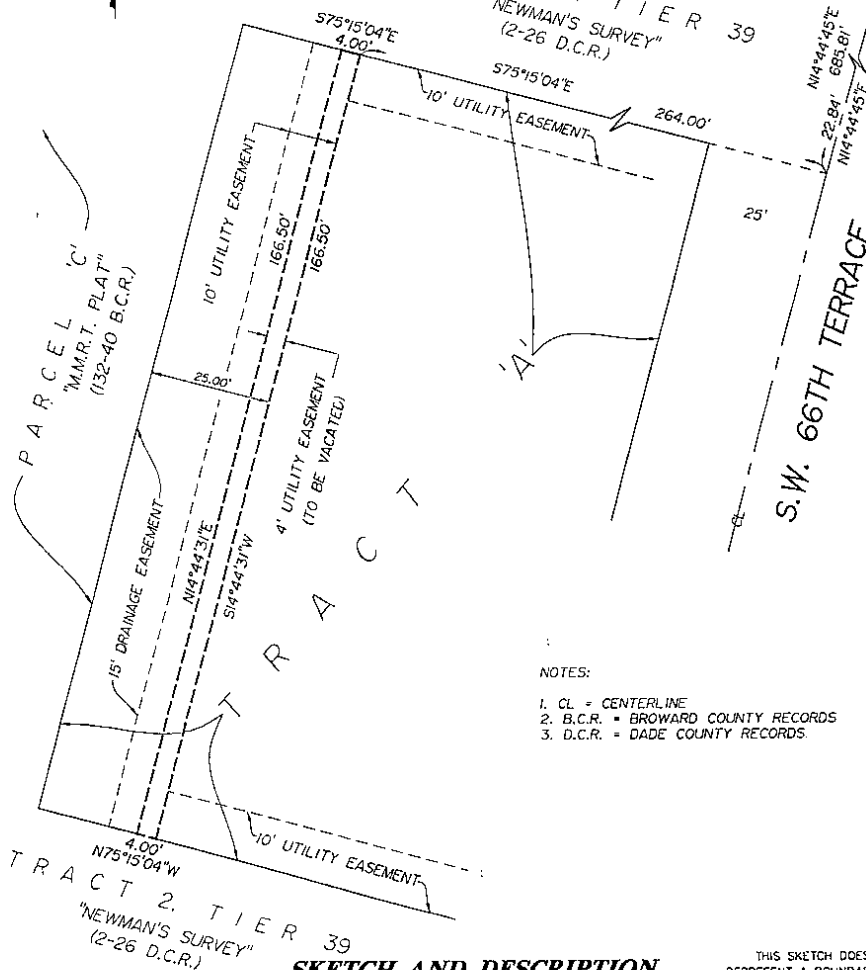 TIER 39
"NEWMAN'S SURVEY"
(2-26 D.C.R.)
S75°15'04"E
4.00'
S75°15'04"E
10' UTILITY EASEMENT
264.00'
N14°44'45"E
685.81'
22.84'
N14°44'45"E
25'
S.W. 66TH TERRACE
CL
10' UTILITY EASEMENT
166.50'
166.50'
PARCEL 'C'
"M.M.R.T. PLAT"
(132-40 B.C.R.)
25.00'
4' UTILITY EASEMENT
(TO BE VACATED)
'A'
TRACT
15' DRAINAGE EASEMENT
N14°44'31"E
S14°44'31"W
NOTES:
1. CL = CENTERLINE
2. B.C.R. = BROWARD COUNTY RECORDS
3. D.C.R. = DADE COUNTY RECORDS.
10' UTILITY EASEMENT
4.00'
N75°15'04"W
TRACT 2, TIER 39
"NEWMAN'S SURVEY"
(2-26 D.C.R.)
SKETCH AND DESCRIPTION
THIS SKETCH DOES